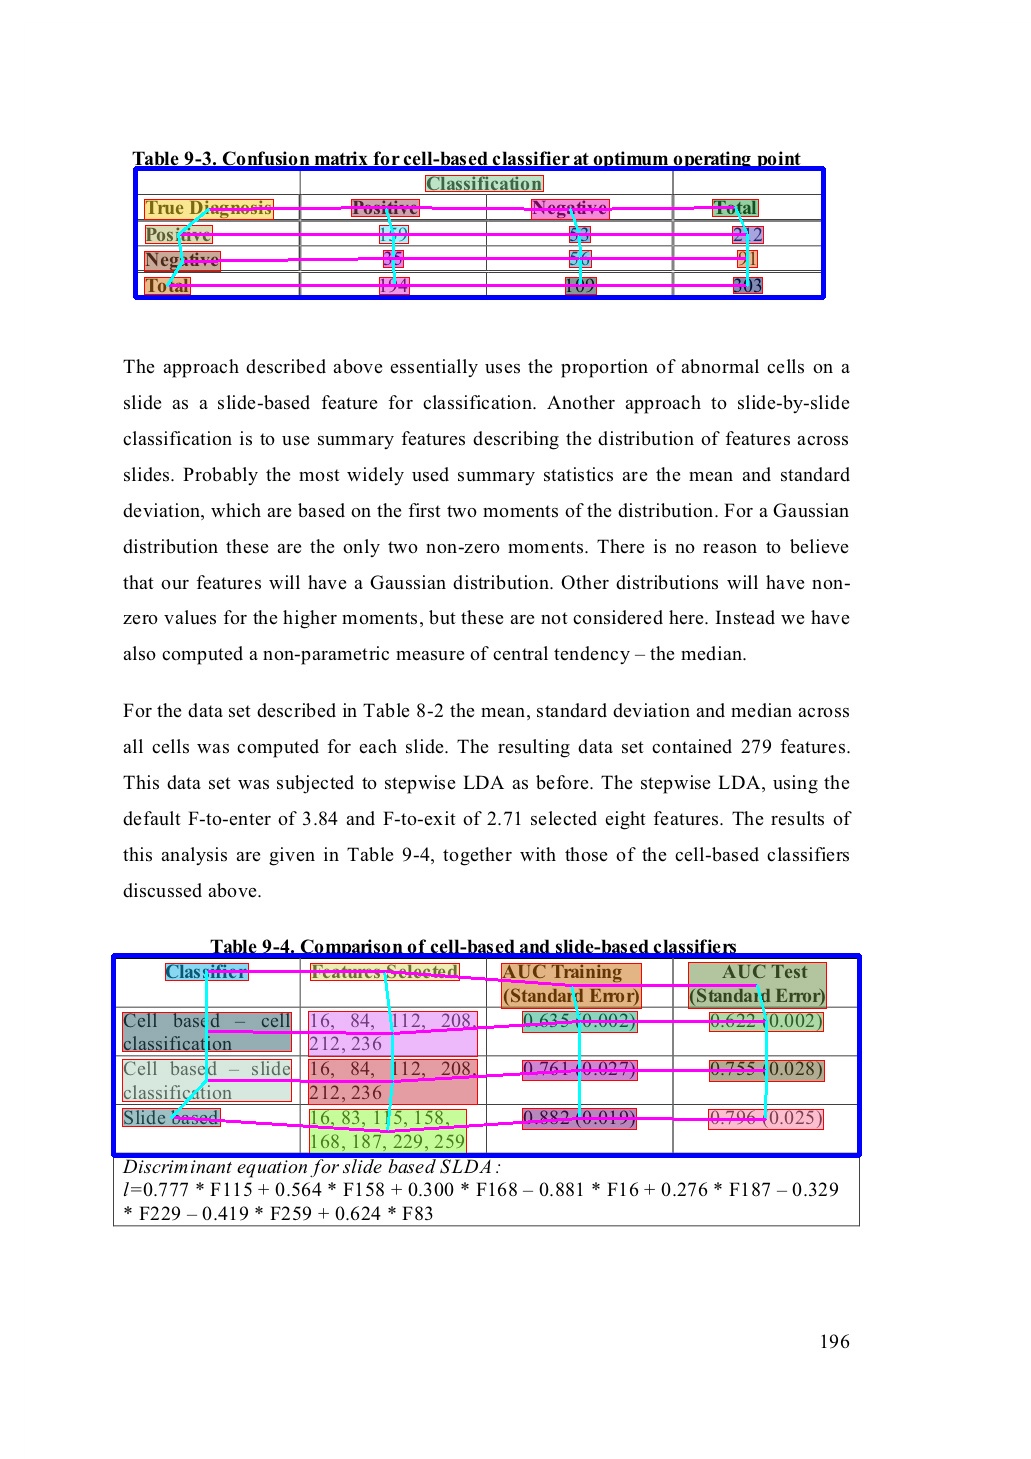 Table 9-3. Confusion matrix for cell-based classifier at optimum operating point
Classification
True Diagnosis Positive Negative Total
Positive 159 53 212
Negative 35 56 91
Total 194 109 303
The approach described above essentially uses the proportion of abnormal cells on a
slide as a slide-based feature for classification. Another approach to slide-by-slide
classification is to use summary features describing the distribution of features across
slides. Probably the most widely used summary statistics are the mean and standard
deviation, which are based on the first two moments of the distribution. For a Gaussian
distribution these are the only two non-zero moments. There is no reason to believe
that our features will have a Gaussian distribution. Other distributions will have non-
zero values for the higher moments, but these are not considered here. Instead we have
also computed a non-parametric measure of central tendency – the median.
For the data set described in Table 8-2 the mean, standard deviation and median across
all cells was computed for each slide. The resulting data set contained 279 features.
This data set was subjected to stepwise LDA as before. The stepwise LDA, using the
default F-to-enter of 3.84 and F-to-exit of 2.71 selected eight features. The results of
this analysis are given in Table 9-4, together with those of the cell-based classifiers
discussed above.
Table 9-4. Comparison of cell-based and slide-based classifiers
Classifier Features Selected AUC Training AUC Test
(Standard Error) (Standard Error)
Cell based – cell 16, 84, 112, 208, 0.635 (0.002) 0.622 (0.002)
classification 212, 236
Cell based – slide 16, 84, 112, 208, 0.761 (0.027) 0.755 (0.028)
classification 212, 236
Slide based 16, 83, 115, 158, 0.882 (0.019) 0.796 (0.025)
168, 187, 229, 259
Discriminant equation for slide based SLDA :
l=0.777 * F115 + 0.564 * F158 + 0.300 * F168 – 0.881 * F16 + 0.276 * F187 – 0.329
* F229 – 0.419 * F259 + 0.624 * F83
196